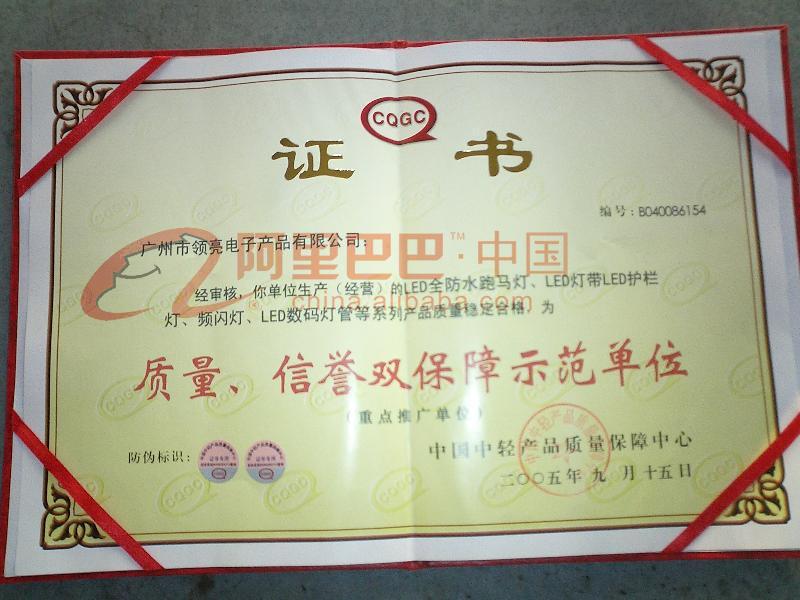 CQGC
证 书
编号：B040086154
广州市领亮电子产品有限公司：
阿里巴巴™·中国
经审核，你单位生产（经营）的LED全防水跑马灯、LED灯带LED护栏
china.alibaba.com
灯、频闪灯、LED数码灯管等系列产品质量稳定合格，为
质量、信誉双保障示范单位
（重点推广单位）
防伪标识：
中国中轻产品质量保障中心
二〇〇五年九月十五日